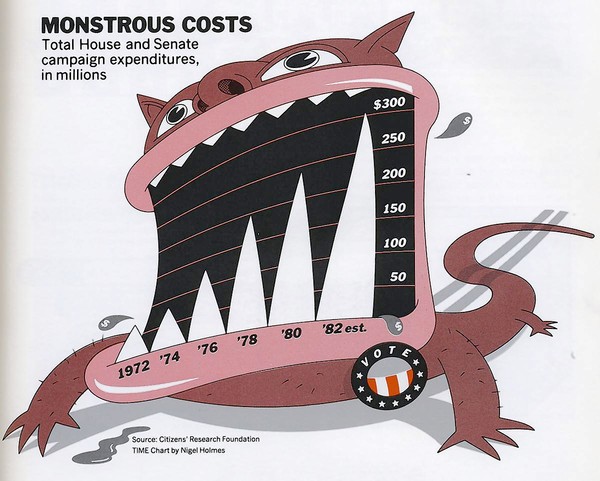 MONSTROUS COSTS
Total House and Senate
campaign expenditures,
in millions
$
$300
250
200
150
100
50
$
$
1972 '74 '76 '78 '80 '82 est.
VOTE
Source: Citizens' Research Foundation
TIME Chart by Nigel Holmes